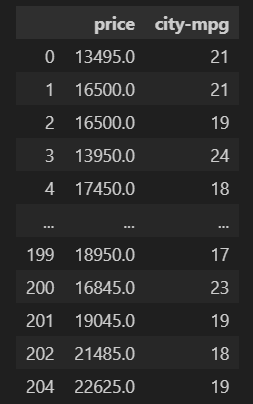 price city-mpg
0 13495.0 21
1 16500.0 21
2 16500.0 19
3 13950.0 24
4 17450.0 18
... ... ...
199 18950.0 17
200 16845.0 23
201 19045.0 19
202 21485.0 18
204 22625.0 19